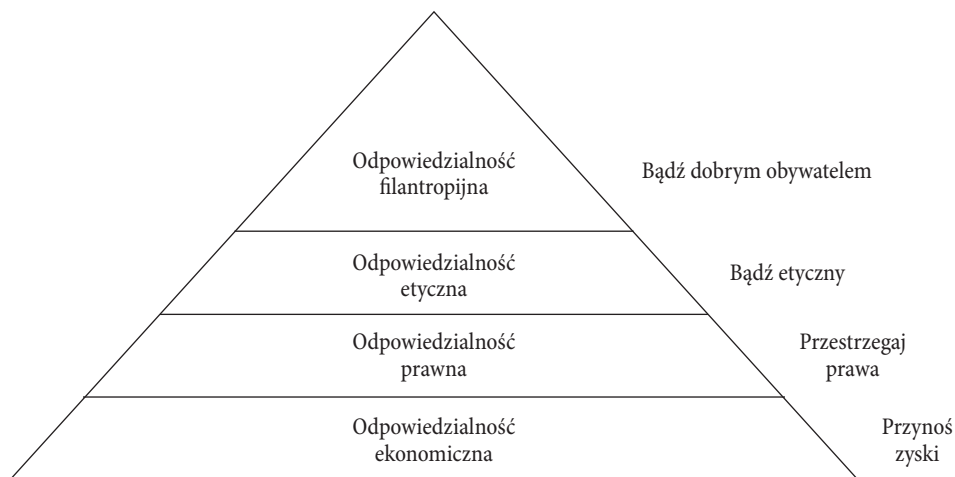 Odpowiedzialność
filantropijna
Bądź dobrym obywatelem
Odpowiedzialność
etyczna
Bądź etyczny
Odpowiedzialność
prawna
Przestrzegaj
prawa
Odpowiedzialność
ekonomiczna
Przynoś
zyski